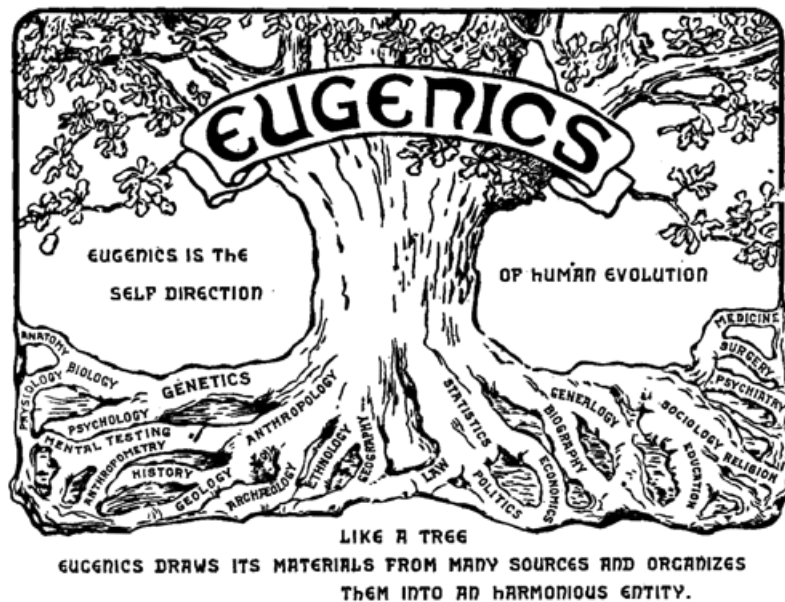 EUGENICS
EUGENICS IS THE
SELF DIRECTION
OF HUMAN EVOLUTION
ANATOMY
PHYSIOLOGY
BIOLOGY
GENETICS
PSYCHOLOGY
MENTAL TESTING
ANTHROPOMETRY
HISTORY
GEOLOGY
ANTHROPOLOGY
ARCHÆOLOGY
ETHNOLOGY
GEOGRAPHY
LAW
STATISTICS
POLITICS
ECONOMICS
GENEALOGY
BIOGRAPHY
SOCIOLOGY
EDUCATION
RELIGION
PSYCHIATRY
SURGERY
MEDICINE
LIKE A TREE
EUGENICS DRAWS ITS MATERIALS FROM MANY SOURCES AND ORGANIZES
THEM INTO AN HARMONIOUS ENTITY.